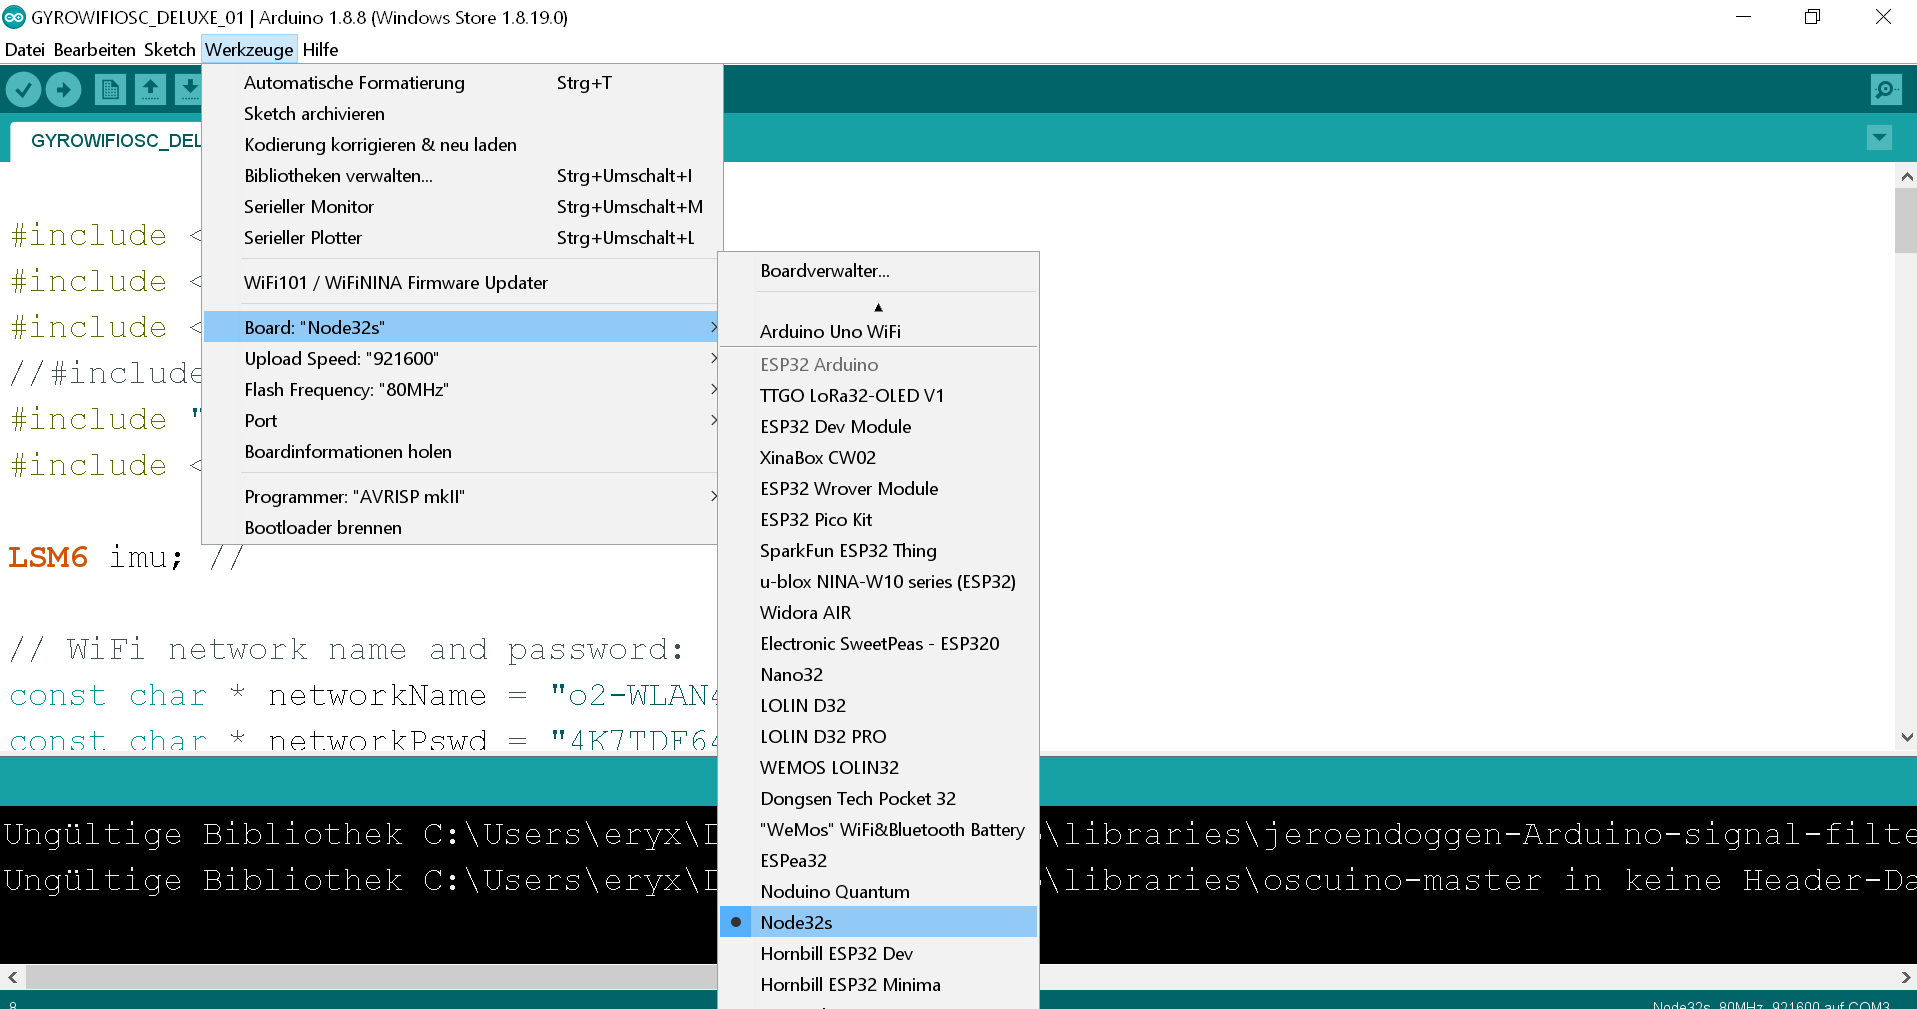 GYROWIFIOSC_DELUXE_01 | Arduino 1.8.8 (Windows Store 1.8.19.0)
Datei Bearbeiten Sketch Werkzeuge Hilfe
GYROWIFIOSC_DEL
Automatische Formatierung Strg+T
Sketch archivieren
Kodierung korrigieren & neu laden
Bibliotheken verwalten... Strg+Umschalt+I
Serieller Monitor Strg+Umschalt+M
Serieller Plotter Strg+Umschalt+L
WiFi101 / WiFiNINA Firmware Updater
Board: "Node32s"
Upload Speed: "921600"
Flash Frequency: "80MHz"
Port
Boardinformationen holen
Programmer: "AVRISP mkII"
Bootloader brennen
Boardverwalter...
Arduino Uno WiFi
ESP32 Arduino
TTGO LoRa32-OLED V1
ESP32 Dev Module
XinaBox CW02
ESP32 Wrover Module
ESP32 Pico Kit
SparkFun ESP32 Thing
u-blox NINA-W10 series (ESP32)
Widora AIR
Electronic SweetPeas - ESP320
Nano32
LOLIN D32
LOLIN D32 PRO
WEMOS LOLIN32
Dongsen Tech Pocket 32
"WeMos" WiFi&Bluetooth Battery
ESPea32
Noduino Quantum
Node32s
Hornbill ESP32 Dev
Hornbill ESP32 Minima
#include <
#include <
#include <
//#include
#include "
#include <
LSM6 imu; //
// WiFi network name and password:
const char * networkName = "o2-WLAN4
const char * networkPswd = "4K7TDF64
Ungültige Bibliothek C:\Users\eryx\D \libraries\jeroendoggen-Arduino-signal-filte
Ungültige Bibliothek C:\Users\eryx\D \libraries\oscuino-master in keine Header-Da
8
Node32s, 80MHz, 921600 auf COM3